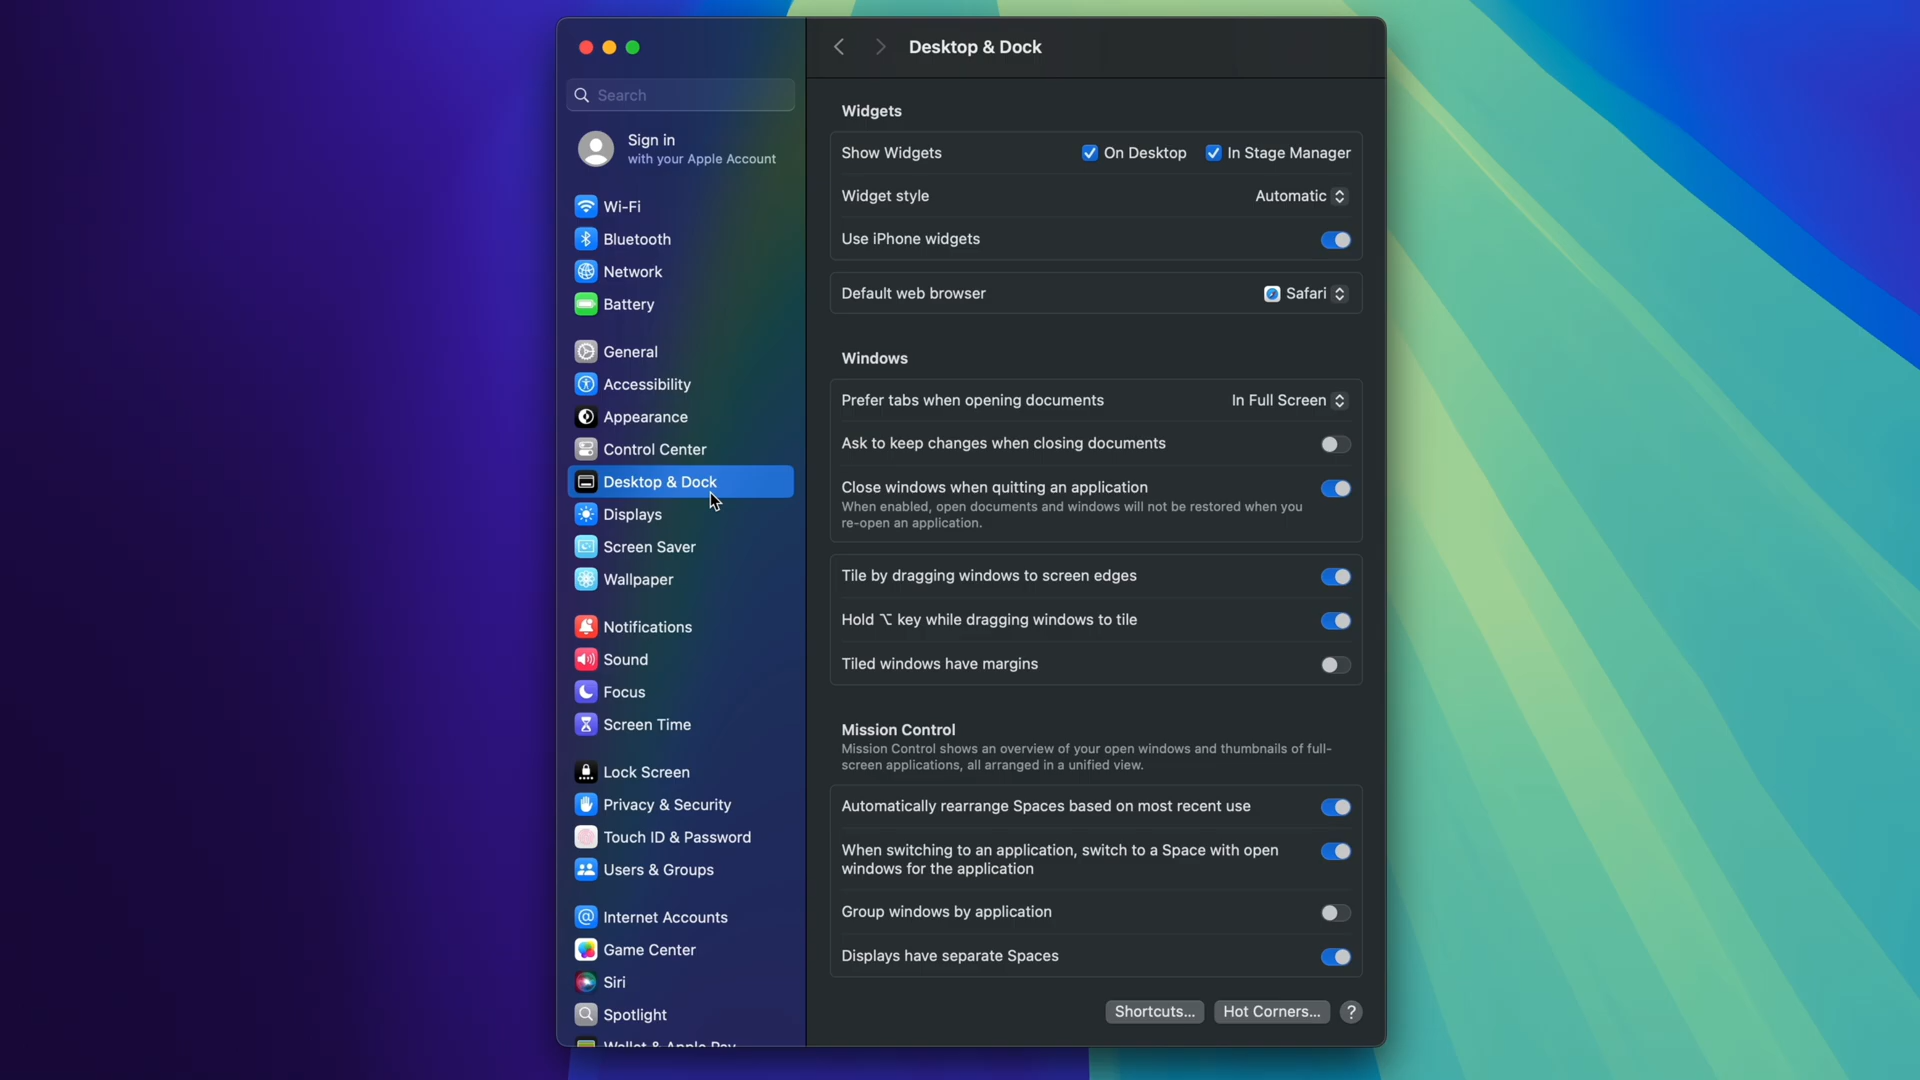 Desktop & Dock
Search
Sign in
with your Apple Account
Wi-Fi
Bluetooth
Network
Battery
General
Accessibility
Appearance
Control Center
Desktop & Dock
Displays
Screen Saver
Wallpaper
Notifications
Sound
Focus
Screen Time
Lock Screen
Privacy & Security
Touch ID & Password
Users & Groups
Internet Accounts
Game Center
Siri
Spotlight
Wallet & Apple Pay
Widgets
Show Widgets On Desktop In Stage Manager
Widget style Automatic
Use iPhone widgets
Default web browser Safari
Windows
Prefer tabs when opening documents In Full Screen
Ask to keep changes when closing documents
Close windows when quitting an application
When enabled, open documents and windows will not be restored when you
re-open an application.
Tile by dragging windows to screen edges
Hold ⌥ key while dragging windows to tile
Tiled windows have margins
Mission Control
Mission Control shows an overview of your open windows and thumbnails of full-
screen applications, all arranged in a unified view.
Automatically rearrange Spaces based on most recent use
When switching to an application, switch to a Space with open
windows for the application
Group windows by application
Displays have separate Spaces
Shortcuts... Hot Corners... ?